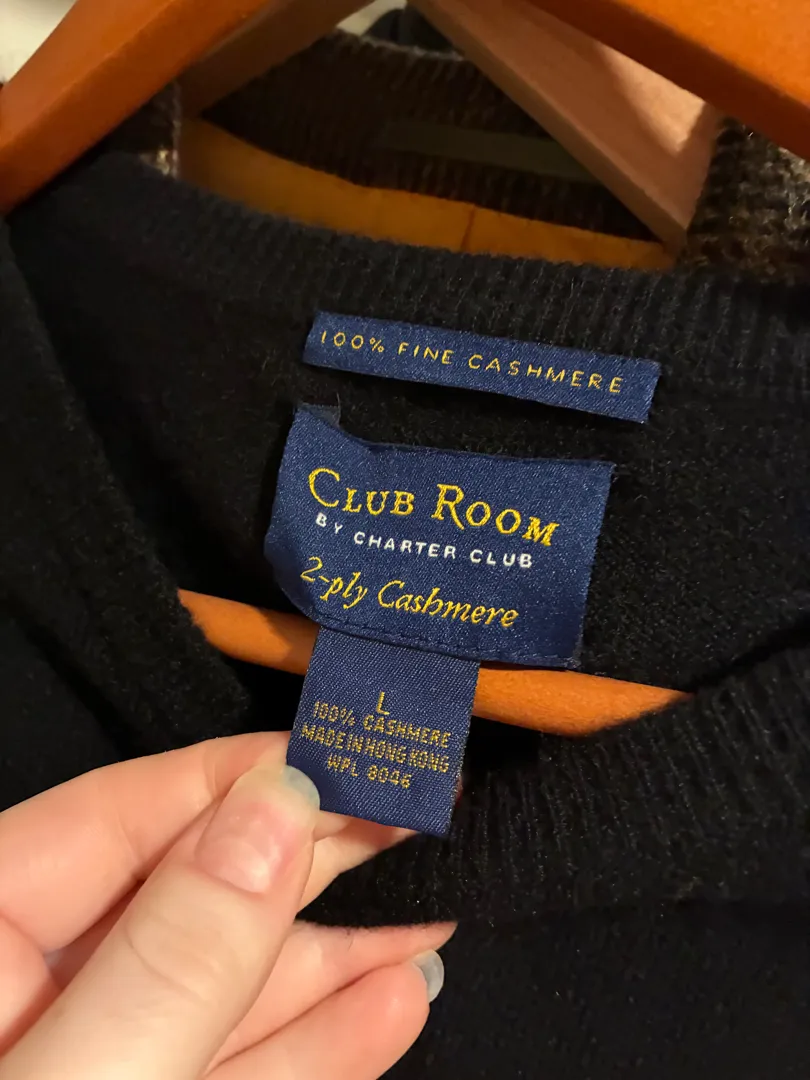 100% FINE CASHMERE
CLUB ROOM
BY CHARTER CLUB
2-ply Cashmere
L
100% CASHMERE
MADE IN HONG KONG
WPL 8046